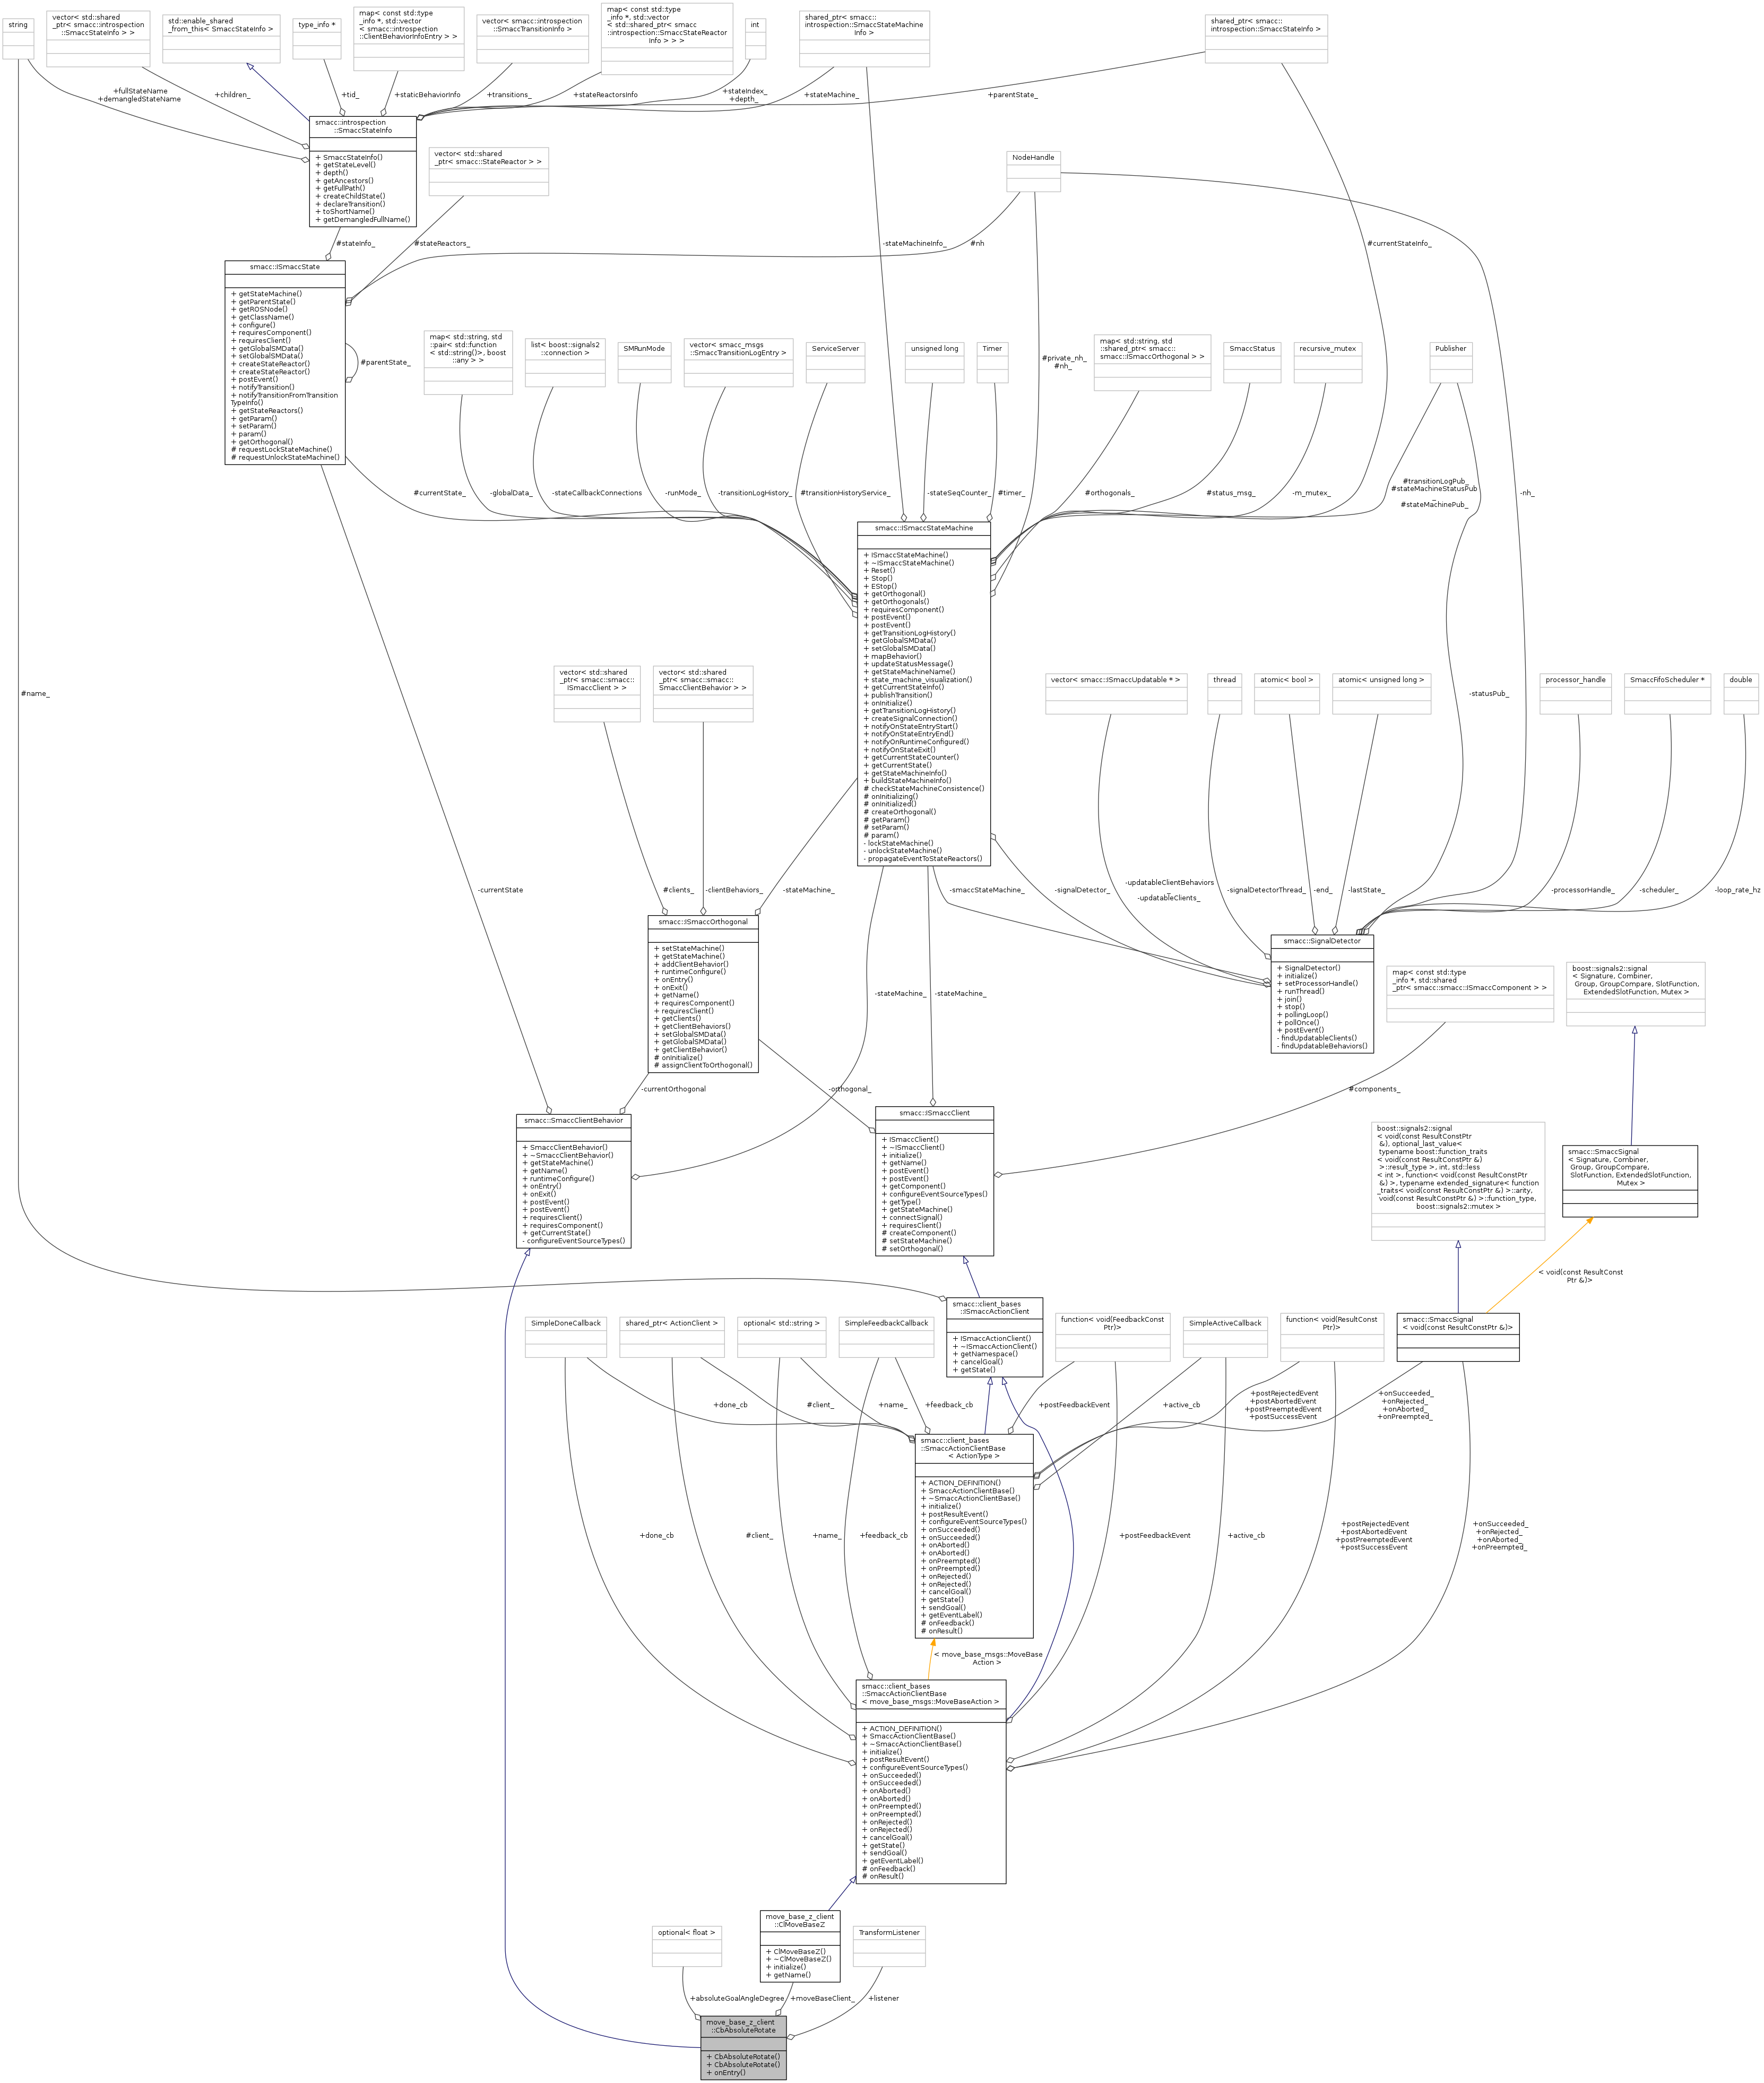 string
vector< std::shared
_ptr< smacc::introspection
::SmaccStateInfo > >
std::enable_shared
_from_this< SmaccStateInfo >
type_info *
map< const std::type
_info *, std::vector
< smacc::introspection
::ClientBehaviorInfoEntry > >
vector< smacc::introspection
::SmaccTransitionInfo >
map< const std::type
_info *, std::vector
< std::shared_ptr< smacc
::introspection::SmaccStateReactor
Info > > >
int
shared_ptr< smacc::
introspection::SmaccStateMachine
Info >
shared_ptr< smacc::
introspection::SmaccStateInfo >
+fullStateName
+demangledStateName
+children_
+tid_
+staticBehaviorInfo
+transitions_
+stateReactorsInfo
+stateIndex_
+depth_
+stateMachine_
+parentState_
smacc::introspection
::SmaccStateInfo
+ SmaccStateInfo()
+ getStateLevel()
+ depth()
+ getAncestors()
+ getFullPath()
+ createChildState()
+ declareTransition()
+ toShortName()
+ getDemangledFullName()
vector< std::shared
_ptr< smacc::StateReactor > >
NodeHandle
#stateInfo_
#stateReactors_
#nh
-stateMachineInfo_
#currentStateInfo_
smacc::ISmaccState
+ getStateMachine()
+ getParentState()
+ getROSNode()
+ getClassName()
+ configure()
+ requiresComponent()
+ requiresClient()
+ getGlobalSMData()
+ setGlobalSMData()
+ createStateReactor()
+ createStateReactor()
+ postEvent()
+ notifyTransition()
+ notifyTransitionFromTransition
TypeInfo()
+ getStateReactors()
+ getParam()
+ setParam()
+ param()
+ getOrthogonal()
# requestLockStateMachine()
# requestUnlockStateMachine()
#parentState_
map< std::string, std
::pair< std::function
< std::string()>, boost
::any > >
list< boost::signals2
::connection >
SMRunMode
vector< smacc_msgs
::SmaccTransitionLogEntry >
ServiceServer
unsigned long
Timer
#private_nh_
#nh_
map< std::string, std
::shared_ptr< smacc::
smacc::ISmaccOrthogonal > >
SmaccStatus
recursive_mutex
Publisher
#currentState_
-globalData_
-stateCallbackConnections
-runMode_
-transitionLogHistory_
#transitionHistoryService_
-stateSeqCounter_
#timer_
#orthogonals_
#status_msg_
-m_mutex_
#transitionLogPub_
#stateMachineStatusPub
_
#stateMachinePub_
-nh_
smacc::ISmaccStateMachine
+ ISmaccStateMachine()
+ ~ISmaccStateMachine()
+ Reset()
+ Stop()
+ EStop()
+ getOrthogonal()
+ getOrthogonals()
+ requiresComponent()
+ postEvent()
+ postEvent()
+ getTransitionLogHistory()
+ getGlobalSMData()
+ setGlobalSMData()
+ mapBehavior()
+ updateStatusMessage()
+ getStateMachineName()
+ state_machine_visualization()
+ getCurrentStateInfo()
+ publishTransition()
+ onInitialize()
+ getTransitionLogHistory()
+ createSignalConnection()
+ notifyOnStateEntryStart()
+ notifyOnStateEntryEnd()
+ notifyOnRuntimeConfigured()
+ notifyOnStateExit()
+ getCurrentStateCounter()
+ getCurrentState()
+ getStateMachineInfo()
+ buildStateMachineInfo()
# checkStateMachineConsistence()
# onInitializing()
# onInitialized()
# createOrthogonal()
# getParam()
# setParam()
# param()
- lockStateMachine()
- unlockStateMachine()
- propagateEventToStateReactors()
#name_
vector< std::shared
_ptr< smacc::smacc::
ISmaccClient > >
vector< std::shared
_ptr< smacc::smacc::
SmaccClientBehavior > >
vector< smacc::ISmaccUpdatable * >
thread
atomic< bool >
atomic< unsigned long >
-statusPub_
processor_handle
SmaccFifoScheduler *
double
-currentState
#clients_
-clientBehaviors_
-stateMachine_
-smaccStateMachine_
-signalDetector_
-updatableClientBehaviors
_
-updatableClients_
-signalDetectorThread_
-end_
-lastState_
-processorHandle_
-scheduler_
-loop_rate_hz
smacc::ISmaccOrthogonal
+ setStateMachine()
+ getStateMachine()
+ addClientBehavior()
+ runtimeConfigure()
+ onEntry()
+ onExit()
+ getName()
+ requiresComponent()
+ requiresClient()
+ getClients()
+ getClientBehaviors()
+ setGlobalSMData()
+ getGlobalSMData()
+ getClientBehavior()
# onInitialize()
# assignClientToOrthogonal()
-stateMachine_
-stateMachine_
smacc::SignalDetector
+ SignalDetector()
+ initialize()
+ setProcessorHandle()
+ runThread()
+ join()
+ stop()
+ pollingLoop()
+ pollOnce()
+ postEvent()
- findUpdatableClients()
- findUpdatableBehaviors()
map< const std::type
_info *, std::shared
_ptr< smacc::smacc::ISmaccComponent > >
boost::signals2::signal
< Signature, Combiner,
Group, GroupCompare, SlotFunction,
ExtendedSlotFunction, Mutex >
-currentOrthogonal
-orthogonal_
#components_
smacc::SmaccClientBehavior
+ SmaccClientBehavior()
+ ~SmaccClientBehavior()
+ getStateMachine()
+ getName()
+ runtimeConfigure()
+ onEntry()
+ onExit()
+ postEvent()
+ postEvent()
+ requiresClient()
+ requiresComponent()
+ getCurrentState()
- configureEventSourceTypes()
smacc::ISmaccClient
+ ISmaccClient()
+ ~ISmaccClient()
+ initialize()
+ getName()
+ postEvent()
+ postEvent()
+ getComponent()
+ configureEventSourceTypes()
+ getType()
+ getStateMachine()
+ connectSignal()
+ requiresClient()
# createComponent()
# setStateMachine()
# setOrthogonal()
boost::signals2::signal
< void(const ResultConstPtr
&), optional_last_value<
typename boost::function_traits
< void(const ResultConstPtr &)
>::result_type >, int, std::less
< int >, function< void(const ResultConstPtr
&) >, typename extended_signature< function
_traits< void(const ResultConstPtr &) >::arity,
void(const ResultConstPtr &) >::function_type,
boost::signals2::mutex >
smacc::SmaccSignal
< Signature, Combiner,
Group, GroupCompare,
SlotFunction, ExtendedSlotFunction,
Mutex >
< void(const ResultConst
Ptr &)>
smacc::client_bases
::ISmaccActionClient
+ ISmaccActionClient()
+ ~ISmaccActionClient()
+ getNamespace()
+ cancelGoal()
+ getState()
SimpleDoneCallback
shared_ptr< ActionClient >
optional< std::string >
SimpleFeedbackCallback
function< void(FeedbackConst
Ptr)>
SimpleActiveCallback
function< void(ResultConst
Ptr)>
smacc::SmaccSignal
< void(const ResultConstPtr &)>
+done_cb
#client_
+name_
+feedback_cb
+postFeedbackEvent
+active_cb
+postRejectedEvent
+postAbortedEvent
+postPreemptedEvent
+postSuccessEvent
+onSucceeded_
+onRejected_
+onAborted_
+onPreempted_
smacc::client_bases
::SmaccActionClientBase
< ActionType >
+ ACTION_DEFINITION()
+ SmaccActionClientBase()
+ ~SmaccActionClientBase()
+ initialize()
+ postResultEvent()
+ configureEventSourceTypes()
+ onSucceeded()
+ onSucceeded()
+ onAborted()
+ onAborted()
+ onPreempted()
+ onPreempted()
+ onRejected()
+ onRejected()
+ cancelGoal()
+ getState()
+ sendGoal()
+ getEventLabel()
# onFeedback()
# onResult()
+done_cb
#client_
+name_
+feedback_cb
+postFeedbackEvent
+active_cb
+postRejectedEvent
+postAbortedEvent
+postPreemptedEvent
+postSuccessEvent
+onSucceeded_
+onRejected_
+onAborted_
+onPreempted_
< move_base_msgs::MoveBase
Action >
smacc::client_bases
::SmaccActionClientBase
< move_base_msgs::MoveBaseAction >
+ ACTION_DEFINITION()
+ SmaccActionClientBase()
+ ~SmaccActionClientBase()
+ initialize()
+ postResultEvent()
+ configureEventSourceTypes()
+ onSucceeded()
+ onSucceeded()
+ onAborted()
+ onAborted()
+ onPreempted()
+ onPreempted()
+ onRejected()
+ onRejected()
+ cancelGoal()
+ getState()
+ sendGoal()
+ getEventLabel()
# onFeedback()
# onResult()
optional< float >
move_base_z_client
::ClMoveBaseZ
+ ClMoveBaseZ()
+ ~ClMoveBaseZ()
+ initialize()
+ getName()
TransformListener
+absoluteGoalAngleDegree
+moveBaseClient_
+listener
move_base_z_client
::CbAbsoluteRotate
+ CbAbsoluteRotate()
+ CbAbsoluteRotate()
+ onEntry()